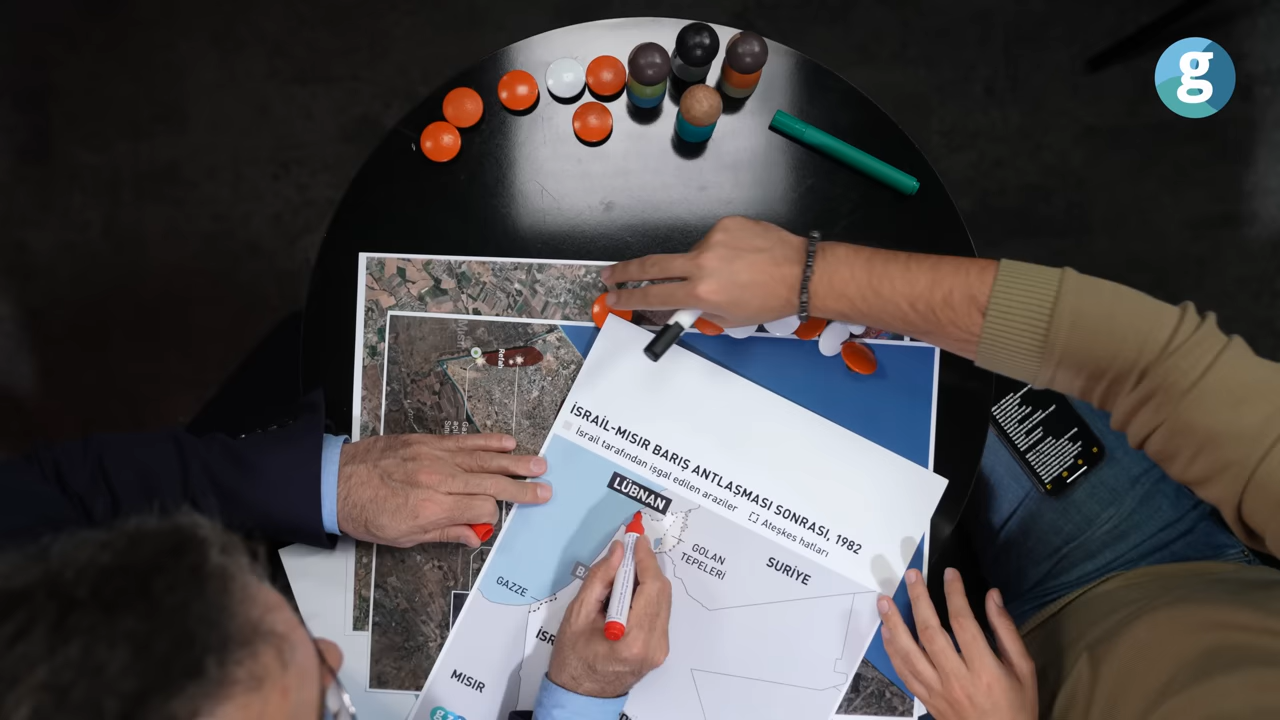 g
Mısır
Refah
İSRAİL-MISIR BARIŞ ANTLAŞMASI SONRASI, 1982
İsrail tarafından işgal edilen araziler
Ateşkes hatları
LÜBNAN
GOLAN
TEPELERİ
SURİYE
GAZZE
MISIR